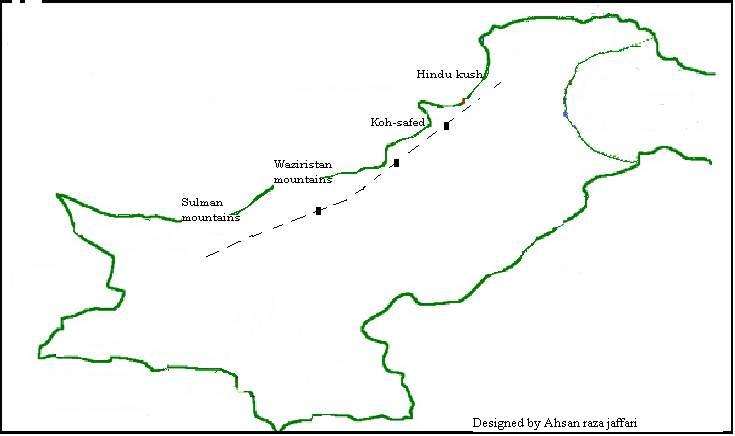 Hindu kush
Koh-safed
Waziristan
mountains
Sulman
mountains
Designed by Ahsan raza jaffari